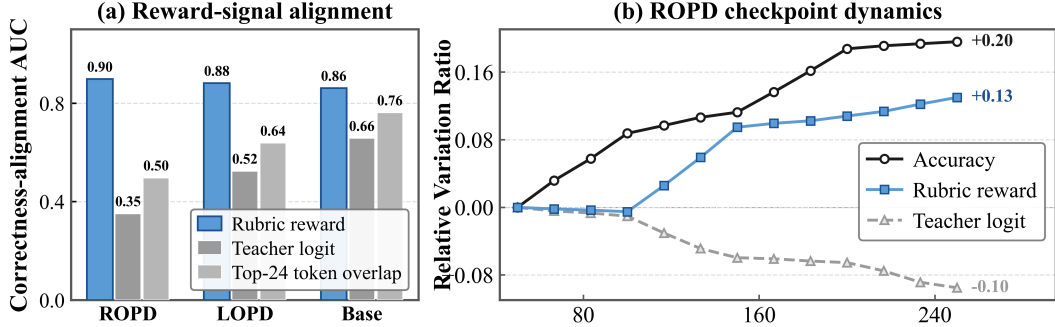 (a) Reward-signal alignment
Correctness-alignment AUC
0.8
0.4
0.0
0.90
0.35
0.50
0.88
0.52
0.64
0.86
0.66
0.76
Rubric reward
Teacher logit
Top-24 token overlap
ROPD
LOPD
Base
(b) ROPD checkpoint dynamics
Relative Variation Ratio
0.16
0.08
0.00
-0.08
+0.20
+0.13
-0.10
Accuracy
Rubric reward
Teacher logit
80
160
240